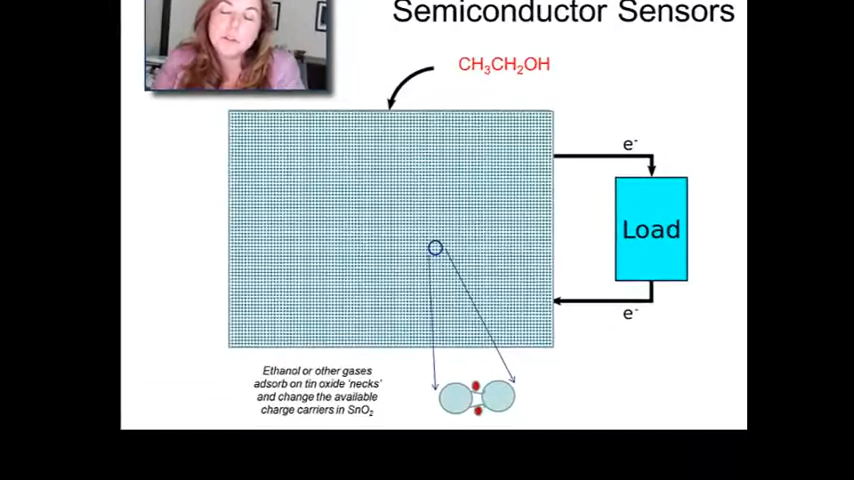 Semiconductor Sensors
CH₃CH₂OH
e⁻
Load
e⁻
Ethanol or other gases
adsorb on tin oxide ‘necks’
and change the available
charge carriers in SnO₂